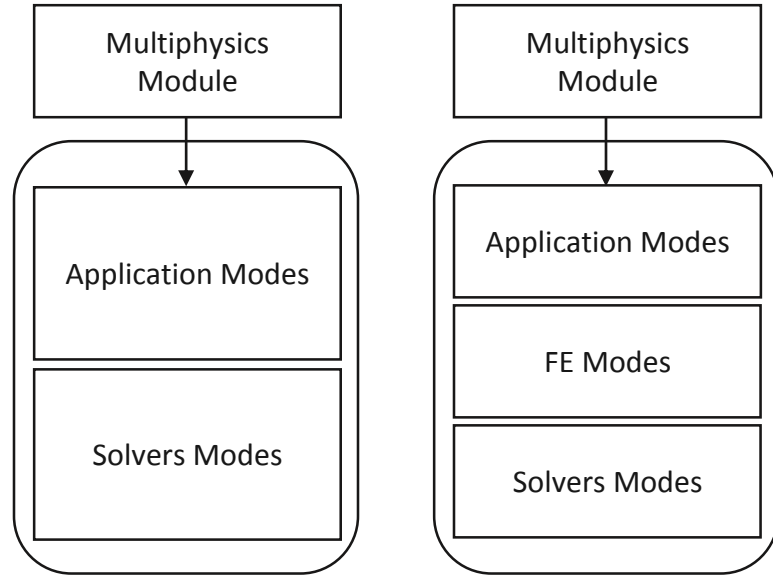 Multiphysics
Module
Application Modes
Solvers Modes
Multiphysics
Module
Application Modes
FE Modes
Solvers Modes